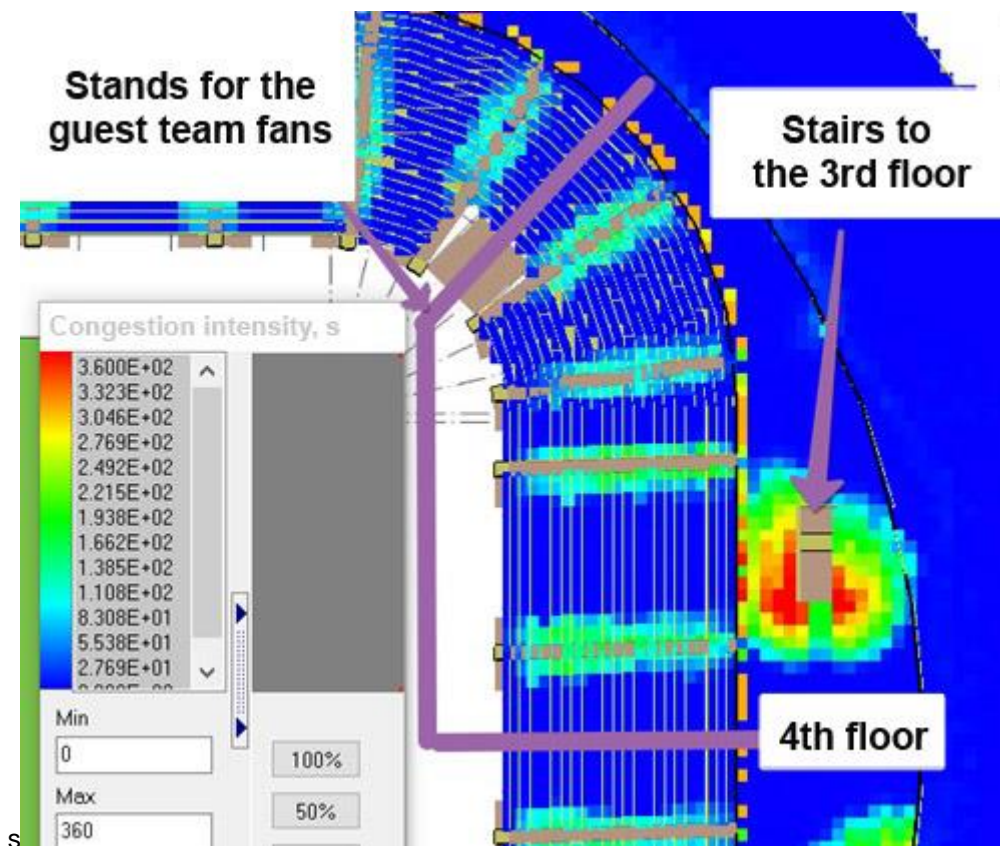 Stands for the
guest team fans
Stairs to
the 3rd floor
Congestion intensity, s
3.600E+02
3.323E+02
3.046E+02
2.769E+02
2.492E+02
2.215E+02
1.938E+02
1.662E+02
1.385E+02
1.108E+02
8.308E+01
5.538E+01
2.769E+01
Min
0
100%
Max
50%
360
4th floor
s